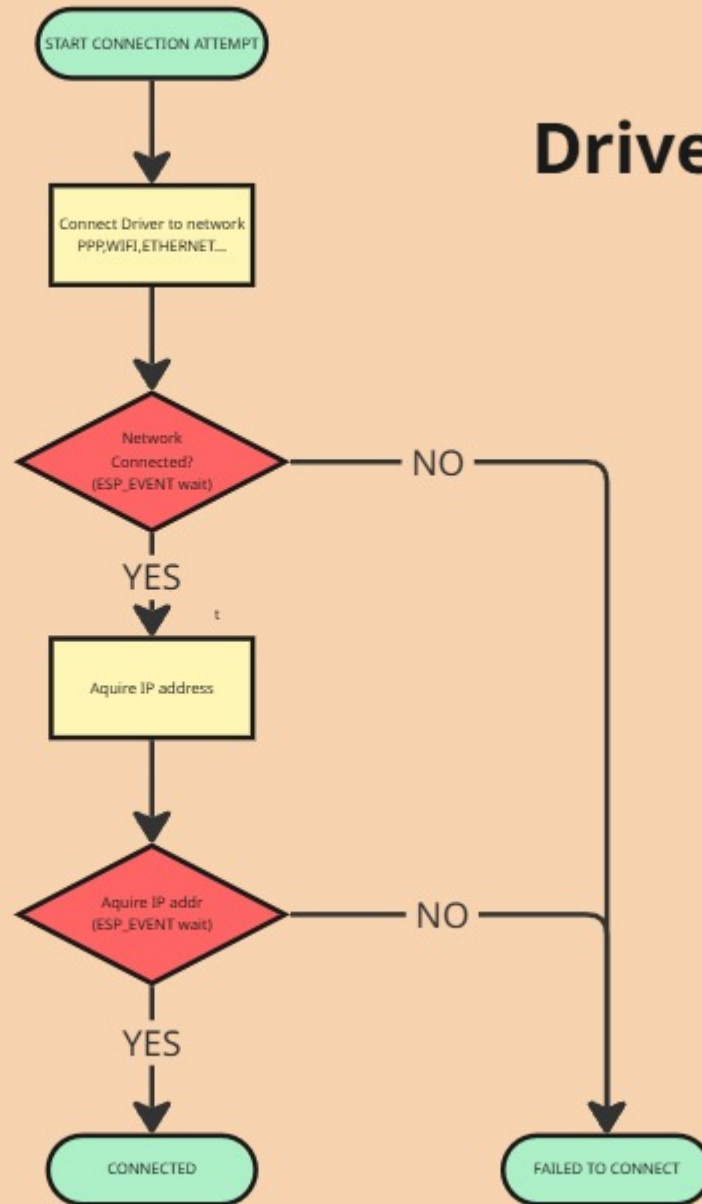 START CONNECTION ATTEMPT
Drive
Connect Driver to network
PPP,WIFI,ETHERNET...
Network
Connected?
(ESP_EVENT wait)
NO
YES
t
Aquire IP address
Aquire IP addr
(ESP_EVENT wait)
NO
YES
CONNECTED
FAILED TO CONNECT